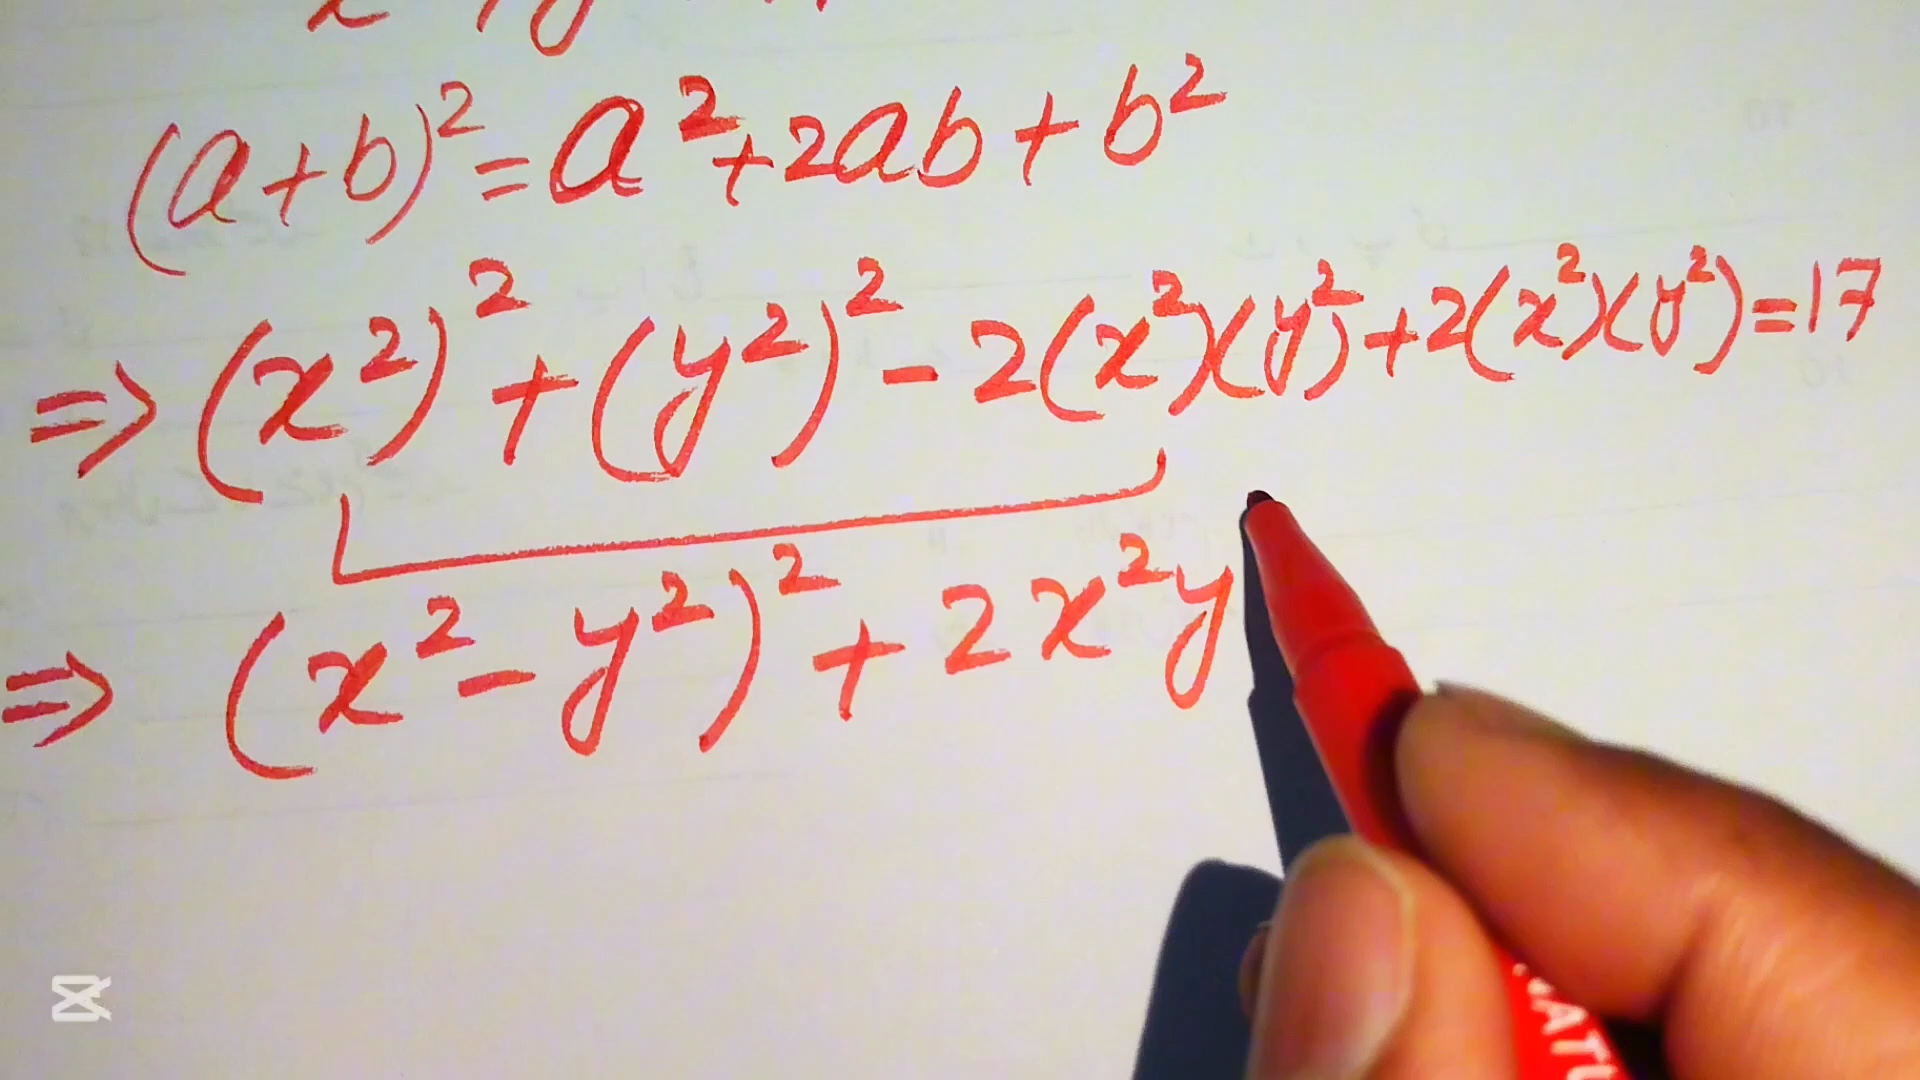 (a+b)²=a²+2ab+b²
=>(x²)²+(y²)²-2(x²)(y²)+2(x²)(y²)=17
=> (x²-y²)²+2x²y